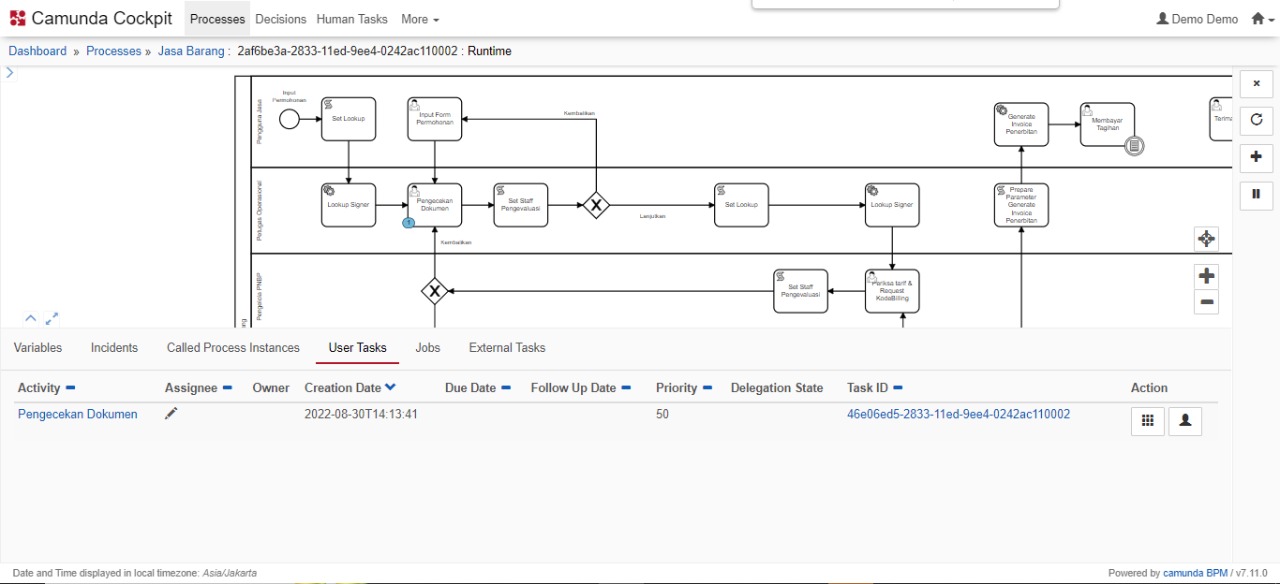 Camunda Cockpit Processes Decisions Human Tasks More Demo Demo
Dashboard » Processes » Jasa Barang : 2af6be3a-2833-11ed-9ee4-0242ac110002 : Runtime
Pengguna Jasa
Input
Permohonan
Set Lookup
Input Form
Permohonan
Kembalikan
Generate
Invoice
Penerbitan
Membayar
Tagihan
Terima
Petugas Operasional
Lookup Signer
Pengecekan
Dokumen
1
Set Staff
Pengevaluasi
Lanjutkan
Set Lookup
Lookup Signer
Prepare
Parameter
Generate
Invoice
Penerbitan
Kembalikan
Pengelola PNBP
Set Staff
Pengevaluasi
Periksa tarif &
Request
KodeBilling
Variables Incidents Called Process Instances User Tasks Jobs External Tasks
Activity Assignee Owner Creation Date Due Date Follow Up Date Priority Delegation State Task ID Action
Pengecekan Dokumen 2022-08-30T14:13:41 50 46e06ed5-2833-11ed-9ee4-0242ac110002
Date and Time displayed in local timezone: Asia/Jakarta Powered by camunda BPM / v7.11.0